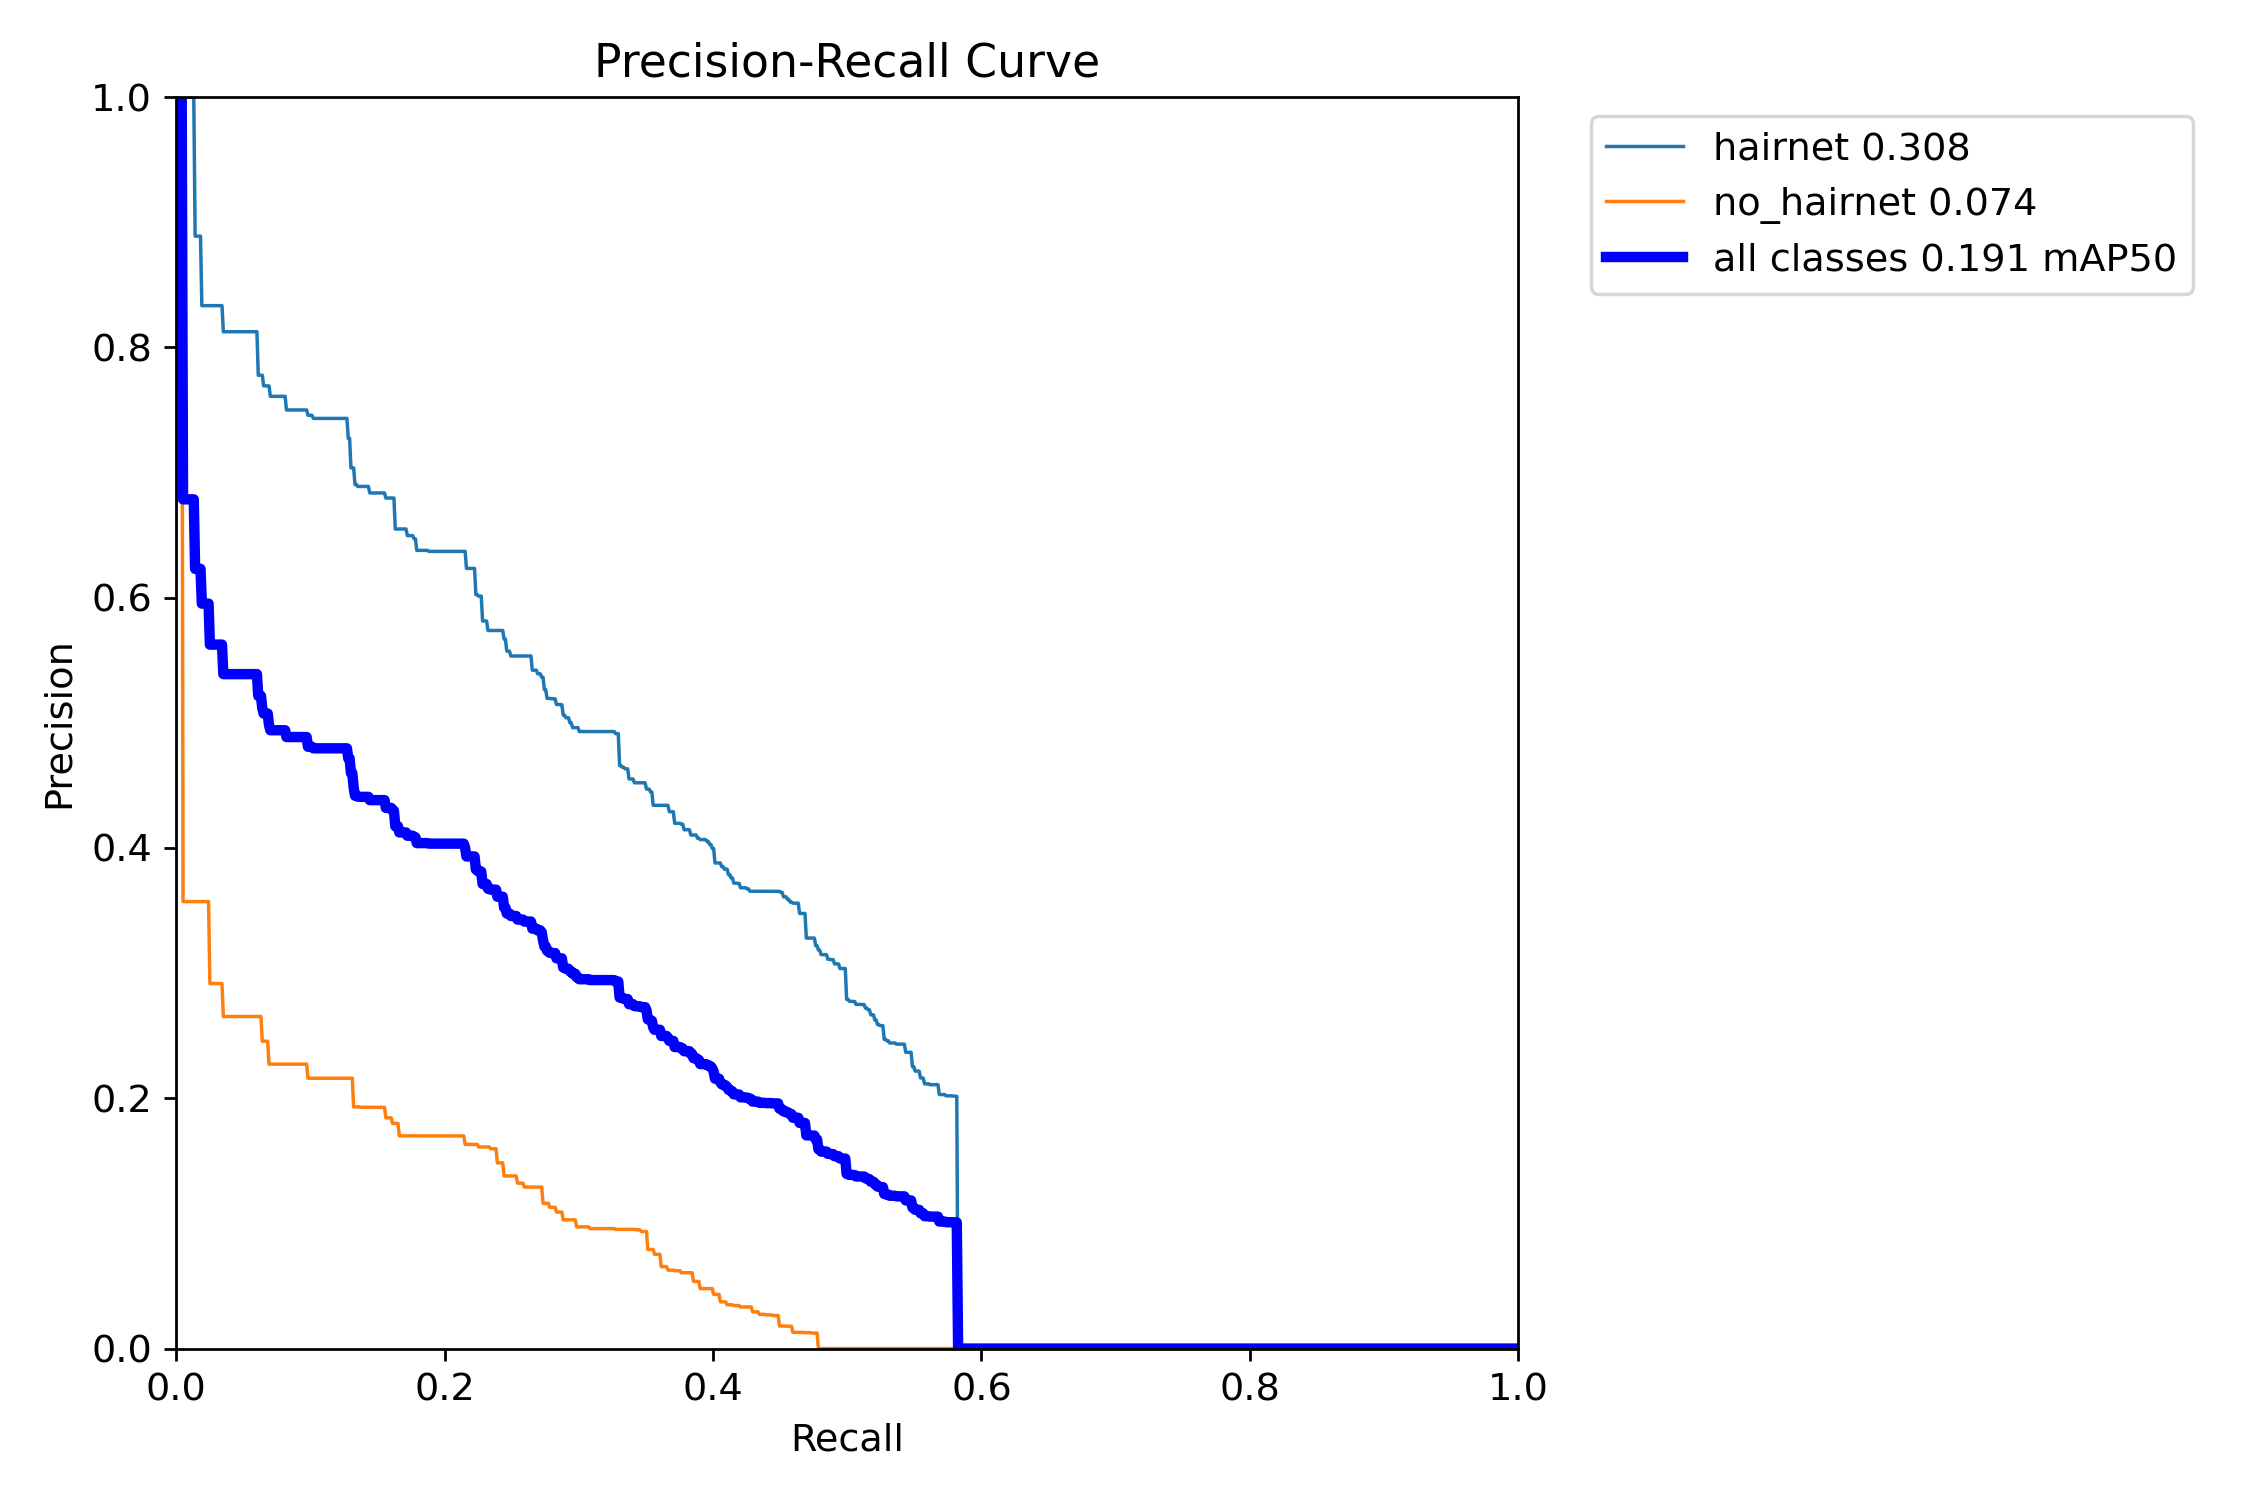 Precision-Recall Curve
1.0
0.8
0.6
0.4
0.2
0.0
Precision
0.0 0.2 0.4 0.6 0.8 1.0
Recall
hairnet 0.308
no_hairnet 0.074
all classes 0.191 mAP50